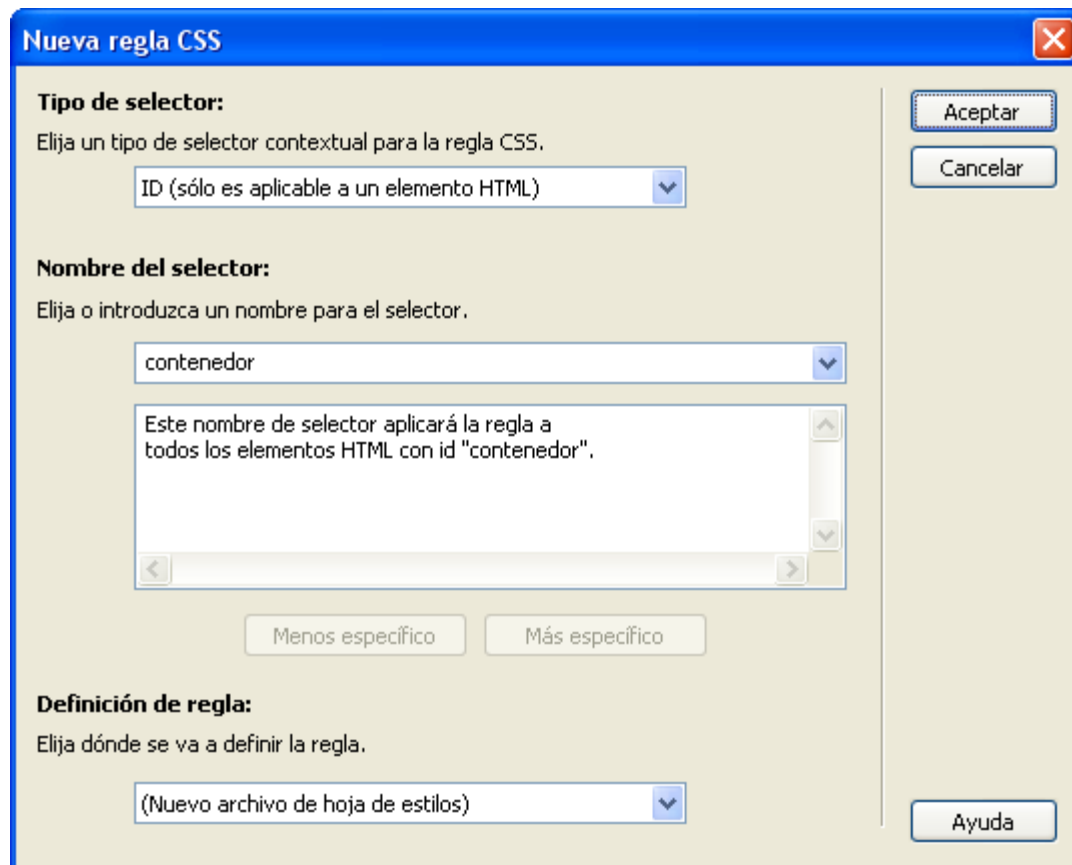 Nueva regla CSS
Tipo de selector:
Elija un tipo de selector contextual para la regla CSS.
ID (sólo es aplicable a un elemento HTML)
Aceptar
Cancelar
Nombre del selector:
Elija o introduzca un nombre para el selector.
contenedor
Este nombre de selector aplicará la regla a
todos los elementos HTML con id "contenedor".
Menos específico
Más específico
Definición de regla:
Elija dónde se va a definir la regla.
(Nuevo archivo de hoja de estilos)
Ayuda